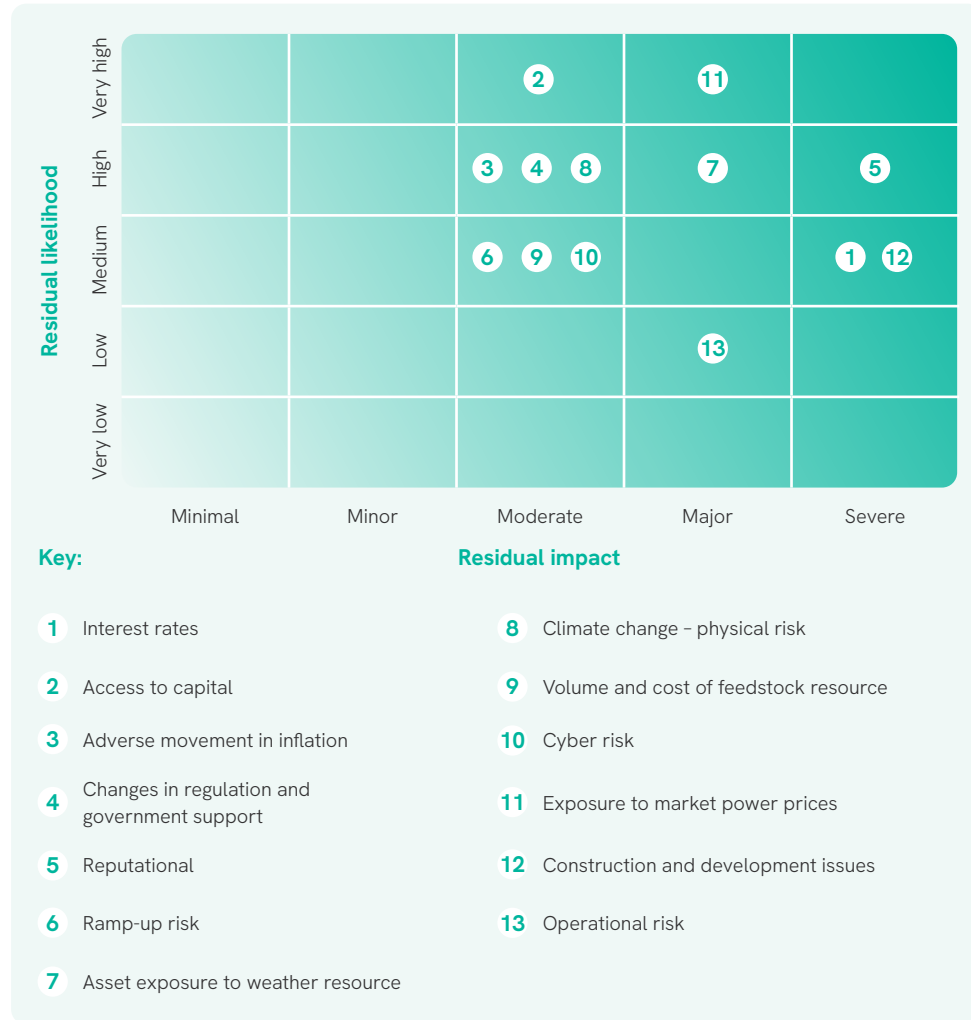 Residual likelihood
Very high
2
11
High
3 4 8
7
5
Medium
6 9 10
1 12
Low
13
Very low
Minimal
Minor
Moderate
Major
Severe
Key:
Residual impact
1 Interest rates
2 Access to capital
3 Adverse movement in inflation
4 Changes in regulation and
government support
5 Reputational
6 Ramp-up risk
7 Asset exposure to weather resource
8 Climate change – physical risk
9 Volume and cost of feedstock resource
10 Cyber risk
11 Exposure to market power prices
12 Construction and development issues
13 Operational risk